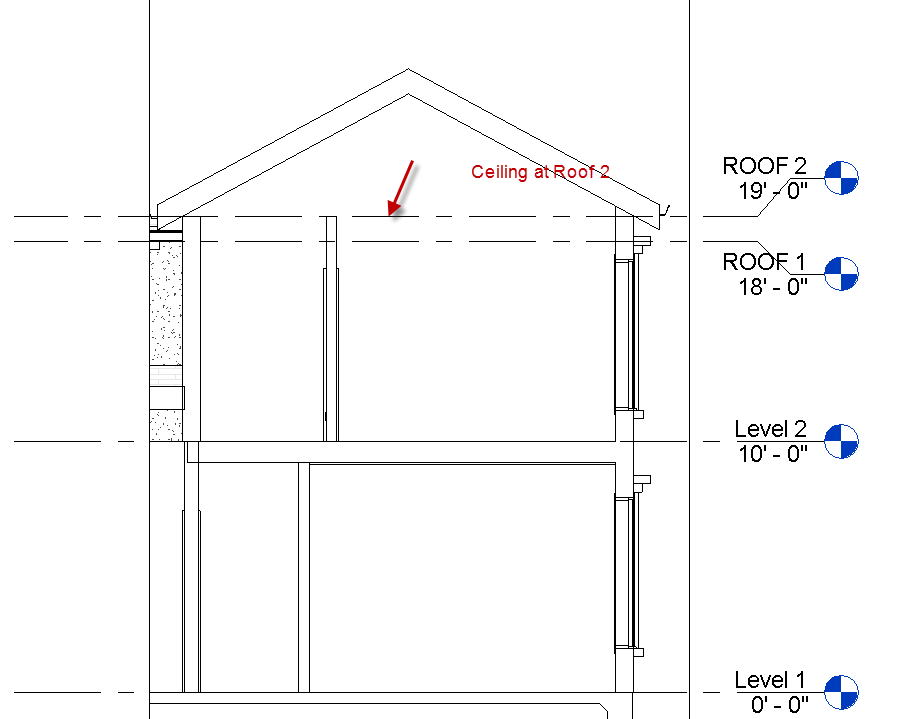 ROOF 2
19' - 0"
Ceiling at Roof 2
ROOF 1
18' - 0"
Level 2
10' - 0"
Level 1
0' - 0"